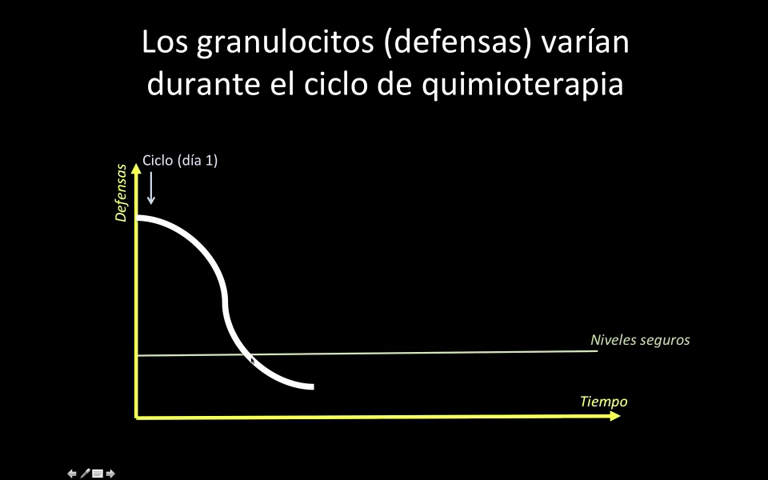 Los granulocitos (defensas) varían
durante el ciclo de quimioterapia
Ciclo (día 1)
Defensas
Niveles seguros
Tiempo